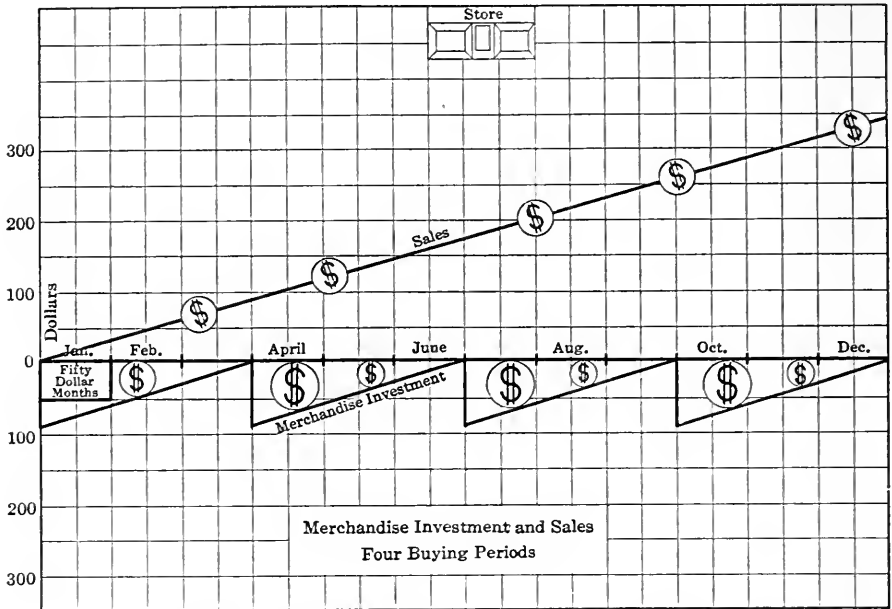 Store
300
200
100
0
100
200
300
Dollars
Sales
Jan. Feb. April June Aug. Oct. Dec.
Fifty
Dollar
Months
$ $ $ $ $ $
$ $ $ $ $ $ $
Merchandise Investment
Merchandise Investment and Sales
Four Buying Periods